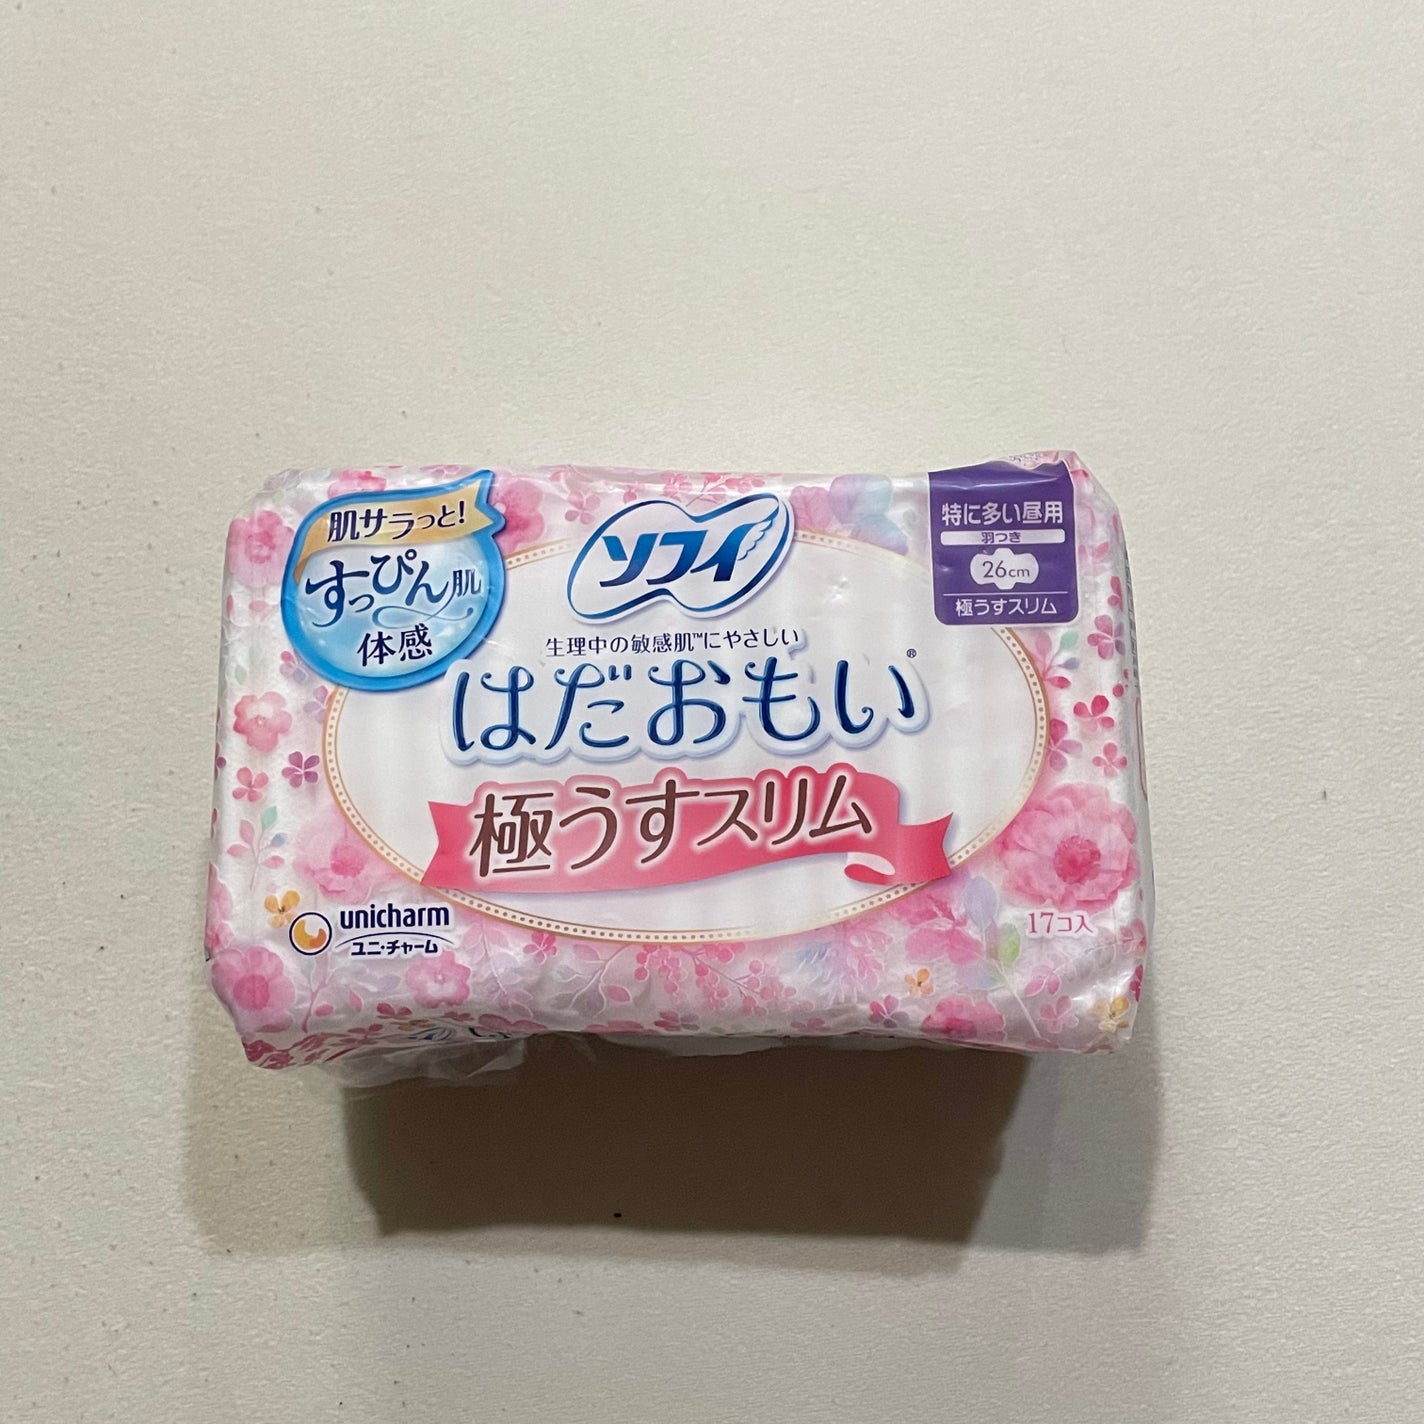 肌サラっと!
すっぴん肌
体感
ソフィ
特に多い昼用
羽つき
26cm
極うすスリム
生理中の敏感肌™にやさしい
はだおもい®
極うすスリム
unicharm
ユニ・チャーム
17コ入